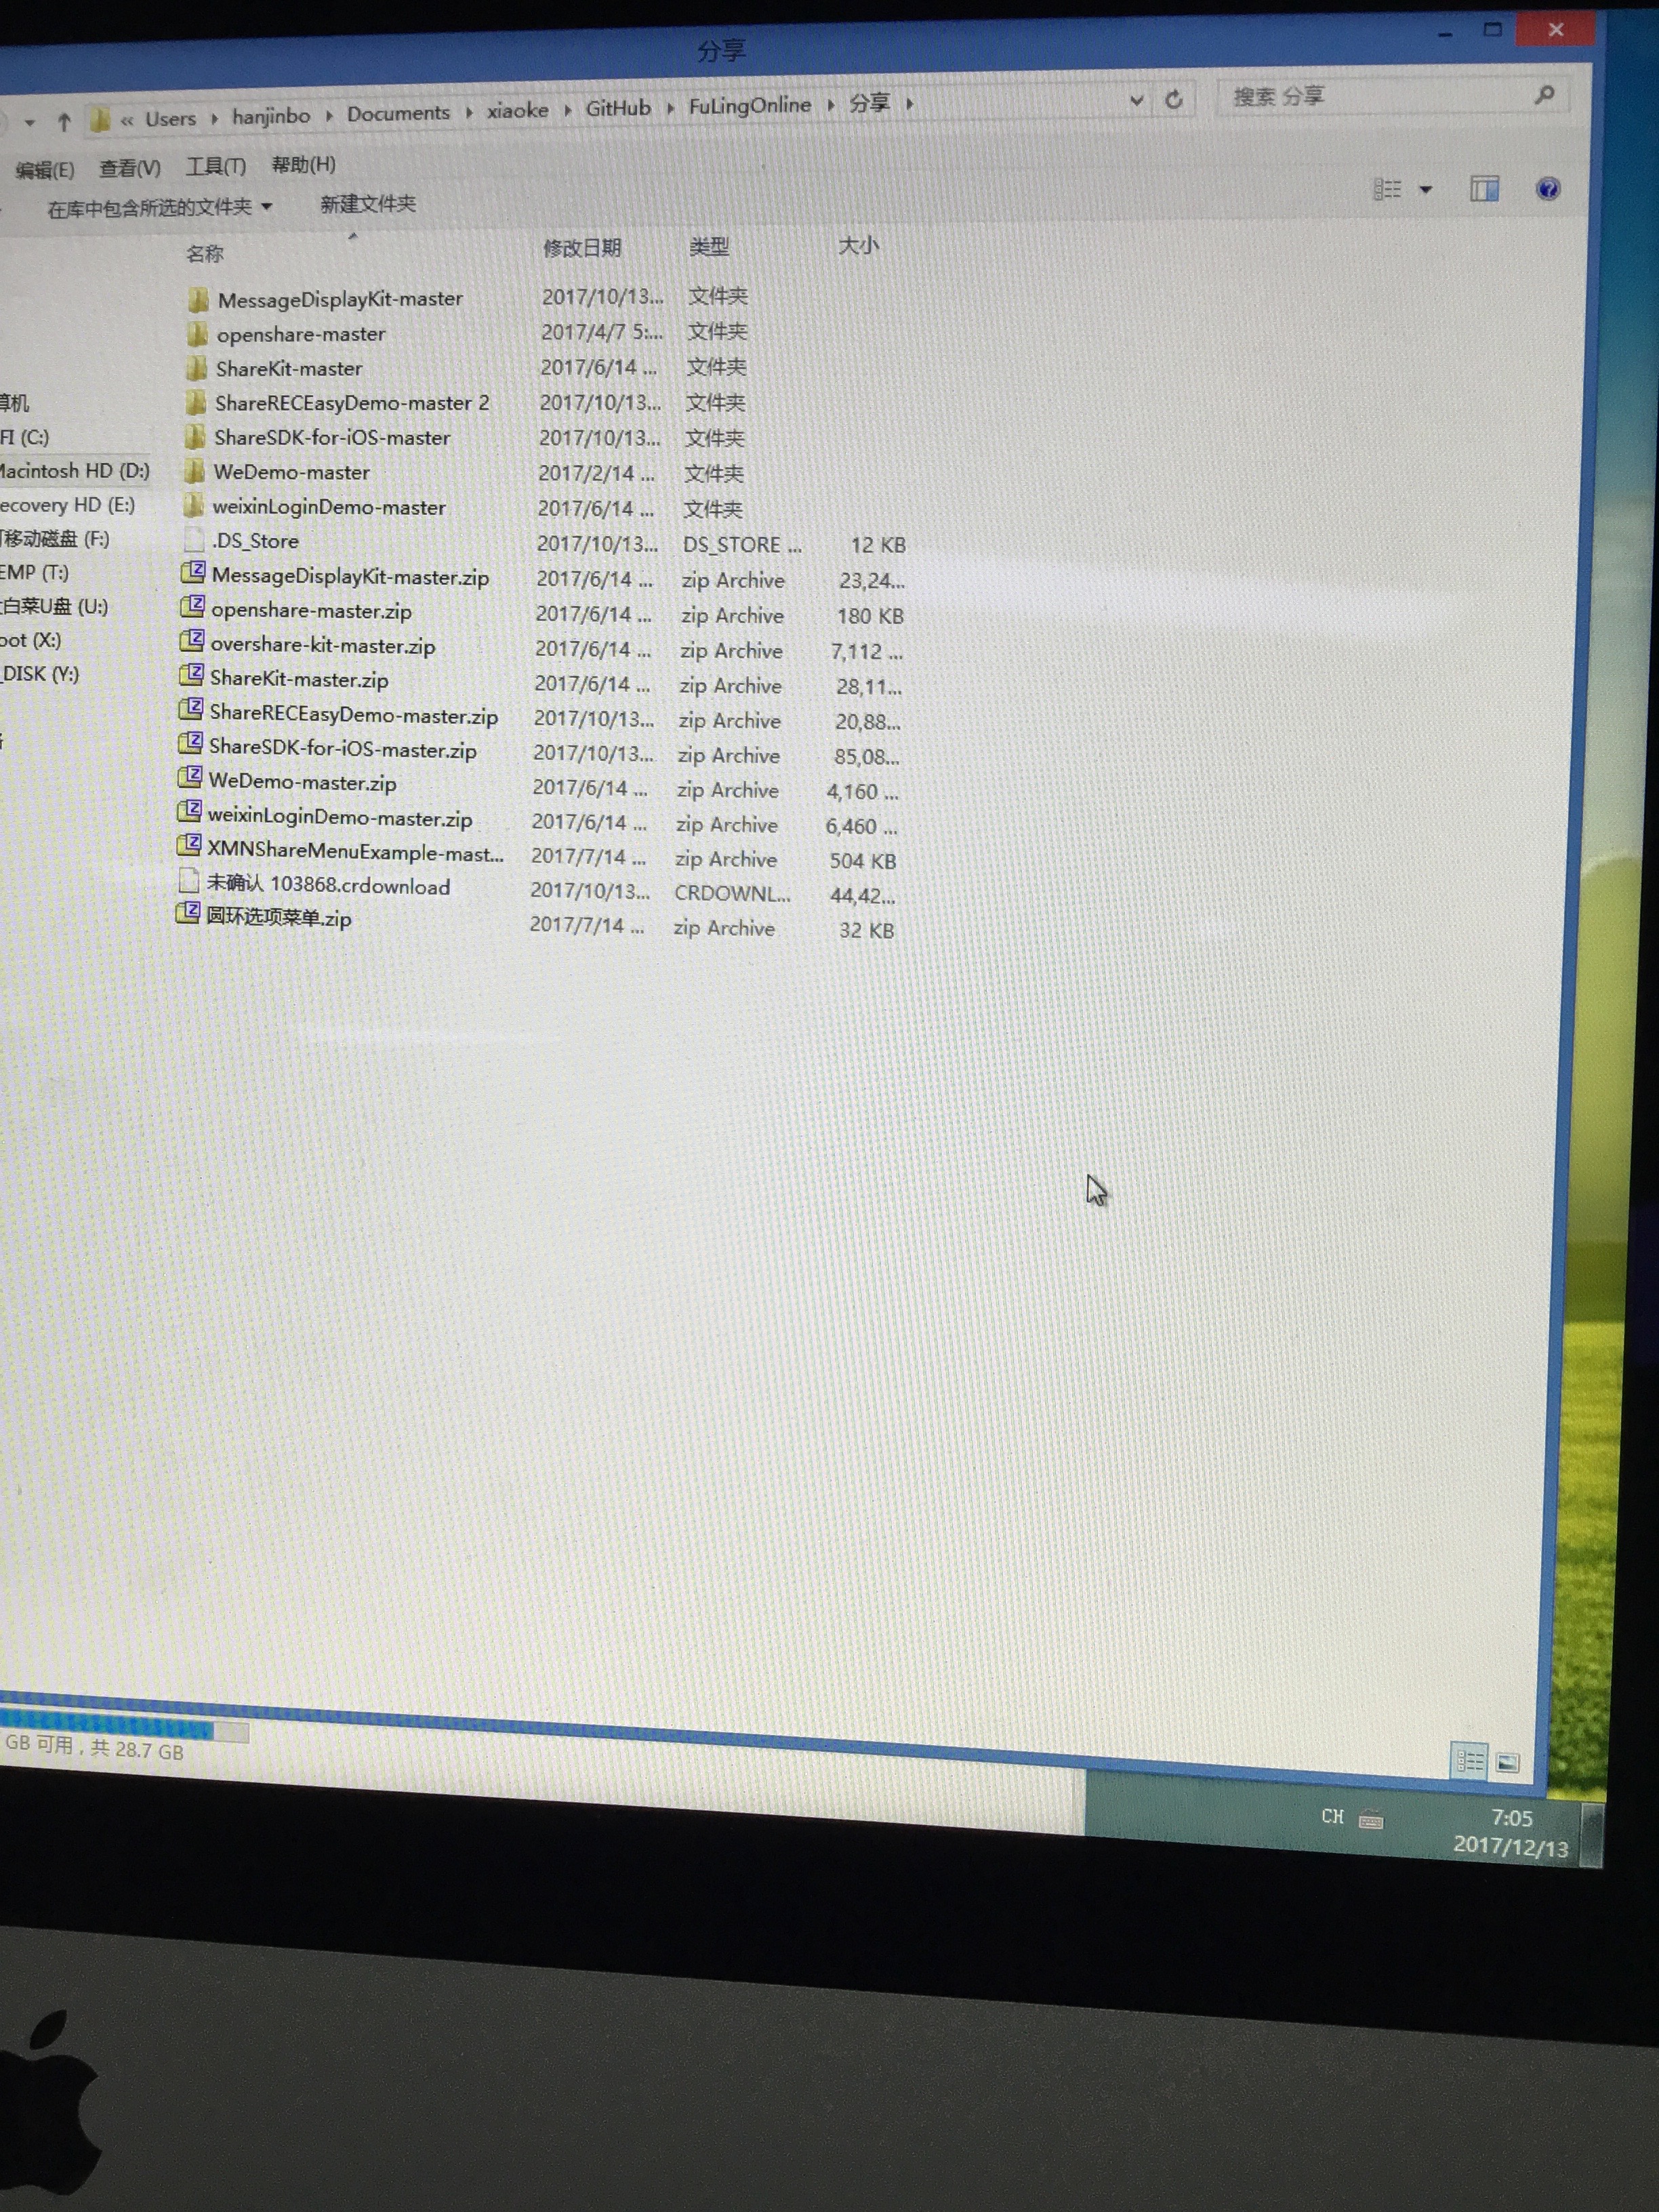 分享
« Users ▸ hanjinbo ▸ Documents ▸ xiaoke ▸ GitHub ▸ FuLingOnline ▸ 分享 ▸
搜索 分享
编辑(E) 查看(V) 工具(T) 帮助(H)
在库中包含所选的文件夹 新建文件夹
名称 修改日期 类型 大小
MessageDisplayKit-master 2017/10/13... 文件夹
openshare-master 2017/4/7 5:... 文件夹
ShareKit-master 2017/6/14 ... 文件夹
ShareRECEasyDemo-master 2 2017/10/13... 文件夹
ShareSDK-for-iOS-master 2017/10/13... 文件夹
WeDemo-master 2017/2/14 ... 文件夹
weixinLoginDemo-master 2017/6/14 ... 文件夹
.DS_Store 2017/10/13... DS_STORE ... 12 KB
MessageDisplayKit-master.zip 2017/6/14 ... zip Archive 23,24...
openshare-master.zip 2017/6/14 ... zip Archive 180 KB
overshare-kit-master.zip 2017/6/14 ... zip Archive 7,112 ...
ShareKit-master.zip 2017/6/14 ... zip Archive 28,11...
ShareRECEasyDemo-master.zip 2017/10/13... zip Archive 20,88...
ShareSDK-for-iOS-master.zip 2017/10/13... zip Archive 85,08...
WeDemo-master.zip 2017/6/14 ... zip Archive 4,160 ...
weixinLoginDemo-master.zip 2017/6/14 ... zip Archive 6,460 ...
XMNShareMenuExample-mast... 2017/7/14 ... zip Archive 504 KB
未确认 103868.crdownload 2017/10/13... CRDOWNL... 44,42...
圆环选项菜单.zip 2017/7/14 ... zip Archive 32 KB
算机
FI (C:)
Macintosh HD (D:)
ecovery HD (E:)
可移动磁盘 (F:)
EMP (T:)
白菜U盘 (U:)
oot (X:)
_DISK (Y:)
GB 可用，共 28.7 GB
CH
7:05
2017/12/13